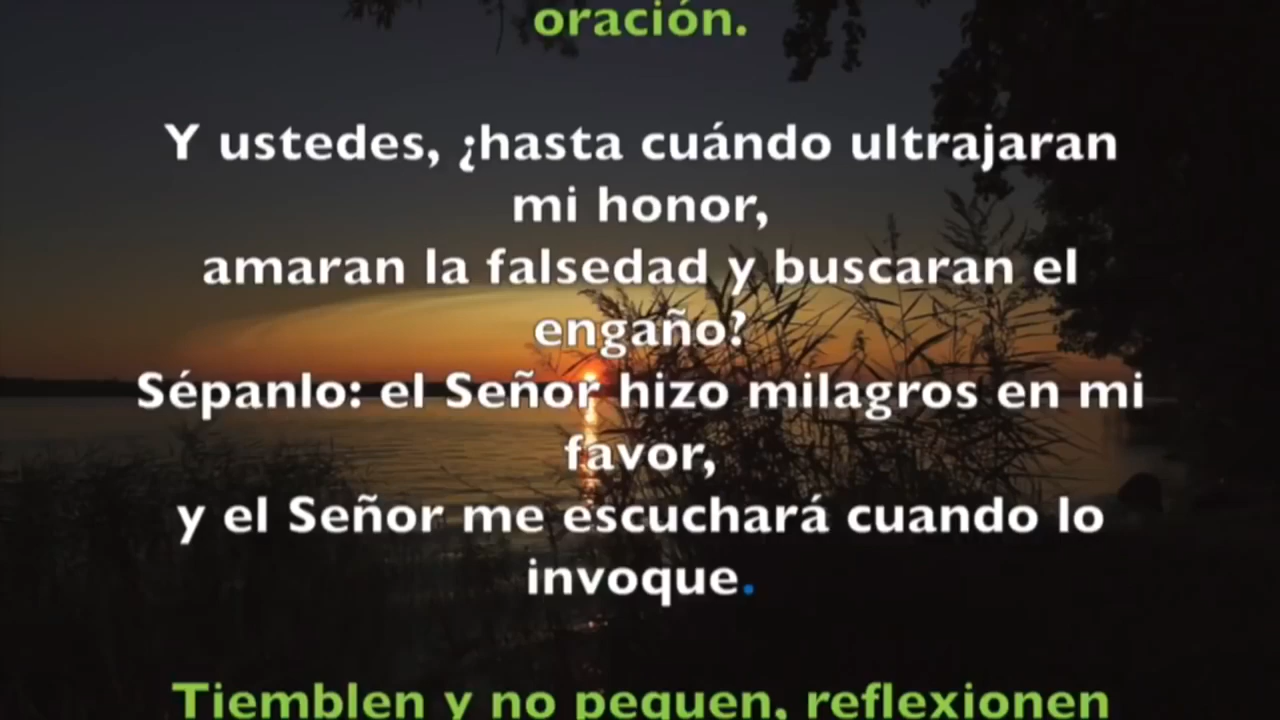 oración.
Y ustedes, ¿hasta cuándo ultrajaran
mi honor,
amaran la falsedad y buscaran el
engaño?
Sépanlo: el Señor hizo milagros en mi
favor,
y el Señor me escuchará cuando lo
invoque.
Tiemblen y no pequen, reflexionen